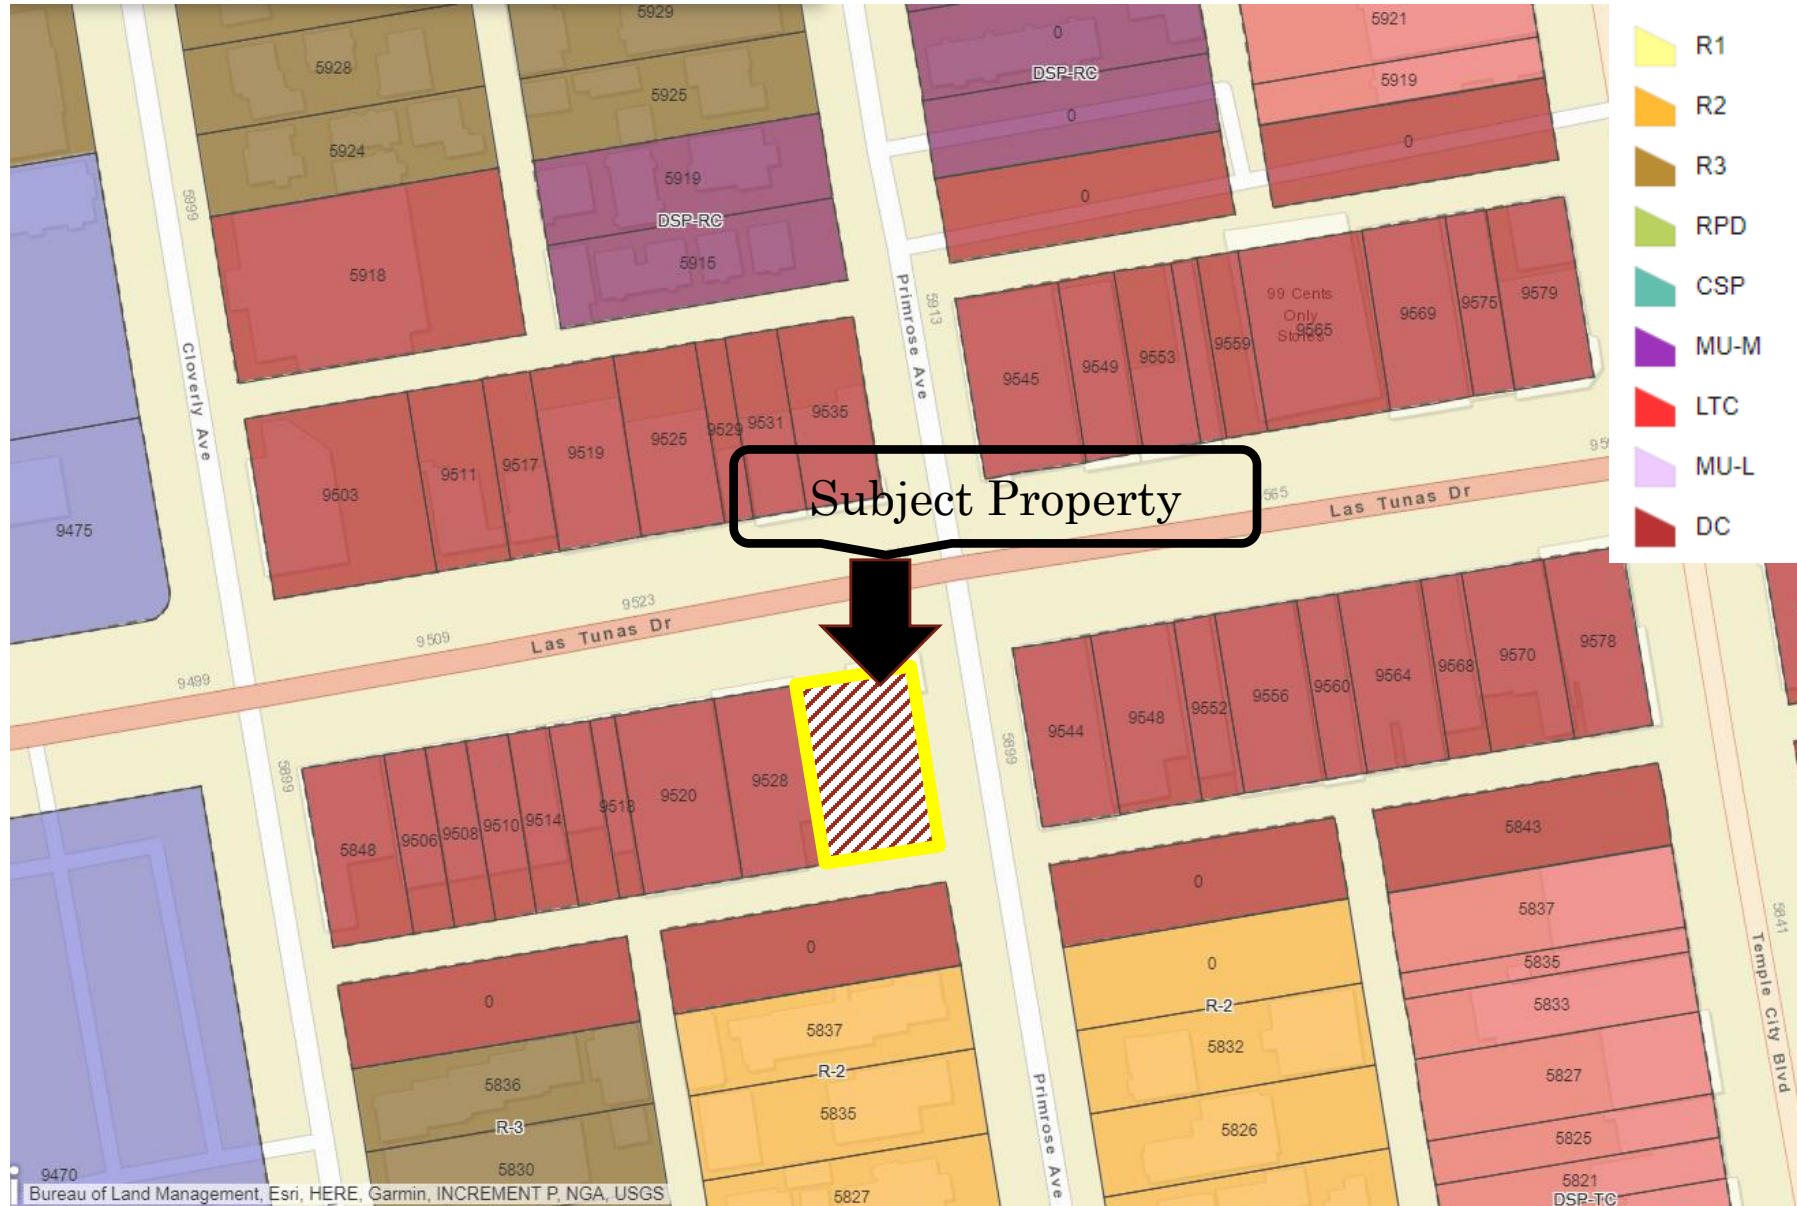 5929
5928
5925
5924
5919
DSP-RC
5915
5918
5999
Cloverly Ave
9475
0
DSP-RC
0
0
5921
5919
0
Primrose Ave
5913
9503
9511
9517
9519
9525
9529
9531
9535
9545
9549
9553
9559
99 Cents
Only
Stores
9565
9569
9575
9579
Subject Property
565
Las Tunas Dr
9523
9509
Las Tunas Dr
9499
5899
5848
9506
9508
9510
9514
9518
9520
9528
5899
9544
9548
9552
9556
9560
9564
9568
9570
9578
0
5836
R-3
5830
0
5837
R-2
5835
5827
Primrose Ave
0
0
R-2
5832
5826
5843
5837
5835
5833
5827
5825
5821
DSP-TC
5841
Temple City Blvd
9470
Bureau of Land Management, Esri, HERE, Garmin, INCREMENT P, NGA, USGS
R1
R2
R3
RPD
CSP
MU-M
LTC
MU-L
DC